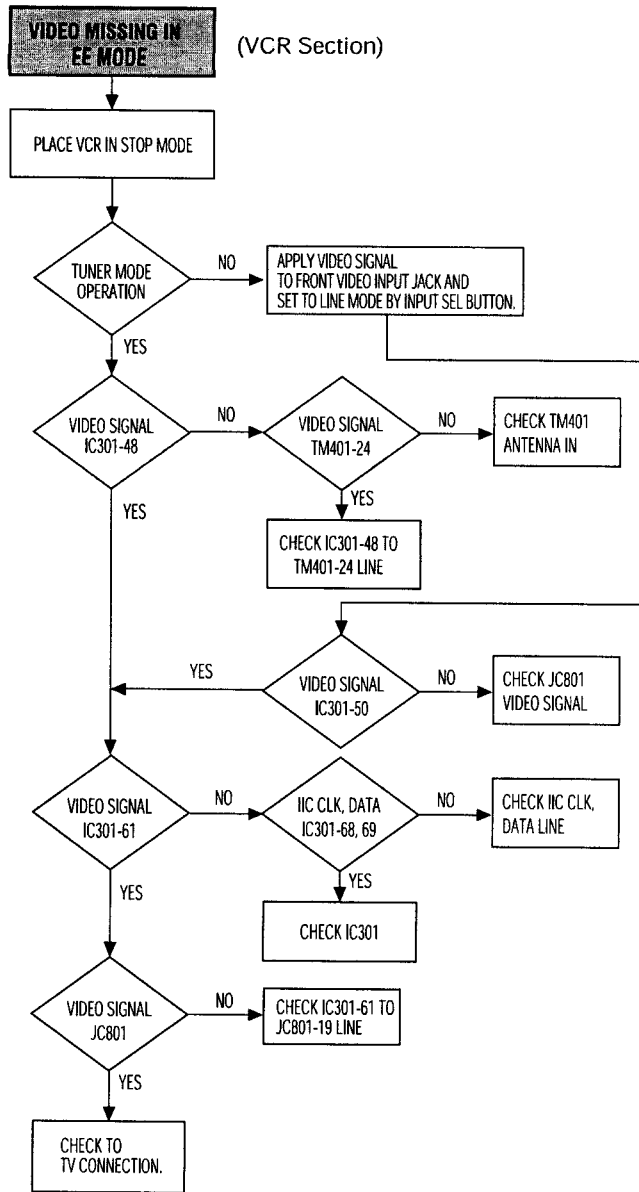 VIDEO MISSING IN
EE MODE
(VCR Section)
PLACE VCR IN STOP MODE
TUNER MODE
OPERATION
NO
APPLY VIDEO SIGNAL
TO FRONT VIDEO INPUT JACK AND
SET TO LINE MODE BY INPUT SEL BUTTON.
YES
VIDEO SIGNAL
IC301-48
NO
VIDEO SIGNAL
TM401-24
NO
CHECK TM401
ANTENNA IN
YES
YES
CHECK IC301-48 TO
TM401-24 LINE
YES
VIDEO SIGNAL
IC301-50
NO
CHECK JC801
VIDEO SIGNAL
VIDEO SIGNAL
IC301-61
NO
IIC CLK, DATA
IC301-68, 69
NO
CHECK IIC CLK,
DATA LINE
YES
YES
CHECK IC301
VIDEO SIGNAL
JC801
NO
CHECK IC301-61 TO
JC801-19 LINE
YES
CHECK TO
TV CONNECTION.